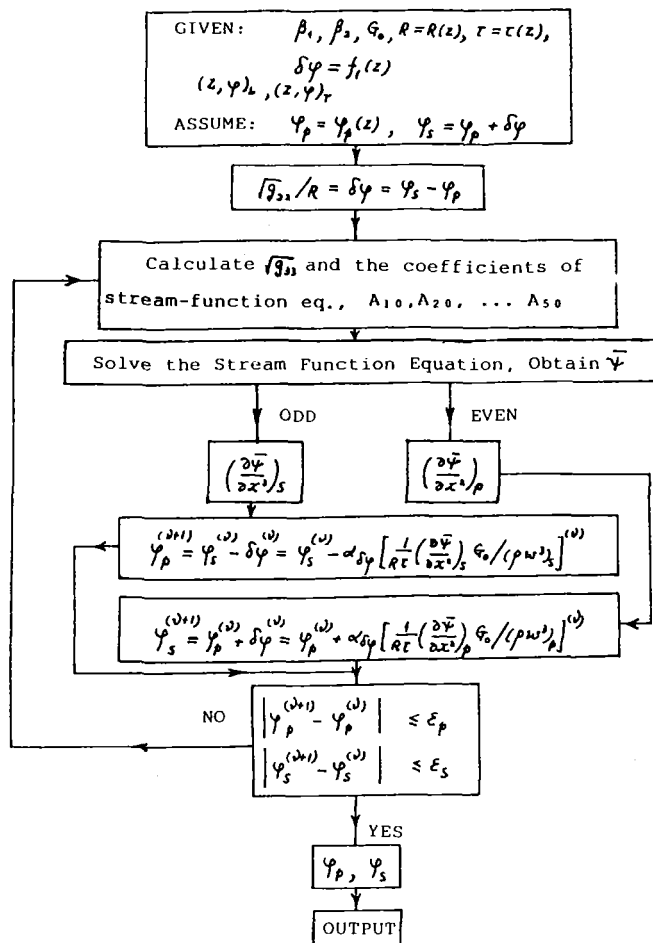 GIVEN: β₁, β₂, G₀, R=R(z), τ=τ(z),
δφ = f₁(z)
(z,φ)_L, (z,φ)_T
ASSUME: φ_p = φ_p(z), φ_s = φ_p + δφ
√g₂₂/R = δφ = φ_s - φ_p
Calculate √g₃₃ and the coefficients of
stream-function eq., A₁₀,A₂₀, ... A₅₀
Solve the Stream Function Equation, Obtain Ψ̄
ODD EVEN
(∂Ψ̄/∂x²)_s (∂Ψ̄/∂x²)_p
φ_p^(ν+1) = φ_s^(ν) - δφ^(ν) = φ_s^(ν) - α_δφ [1/Rτ (∂Ψ̄/∂x²)_s G₀/(ρw³)_s]^(ν)
φ_s^(ν+1) = φ_p^(ν) + δφ^(ν) = φ_p^(ν) + α_δφ [1/Rτ (∂Ψ̄/∂x²)_p G₀/(ρw³)_p]^(ν)
NO |φ_p^(ν+1) - φ_p^(ν)| ≤ ε_p
|φ_s^(ν+1) - φ_s^(ν)| ≤ ε_s
YES
φ_p, φ_s
OUTPUT